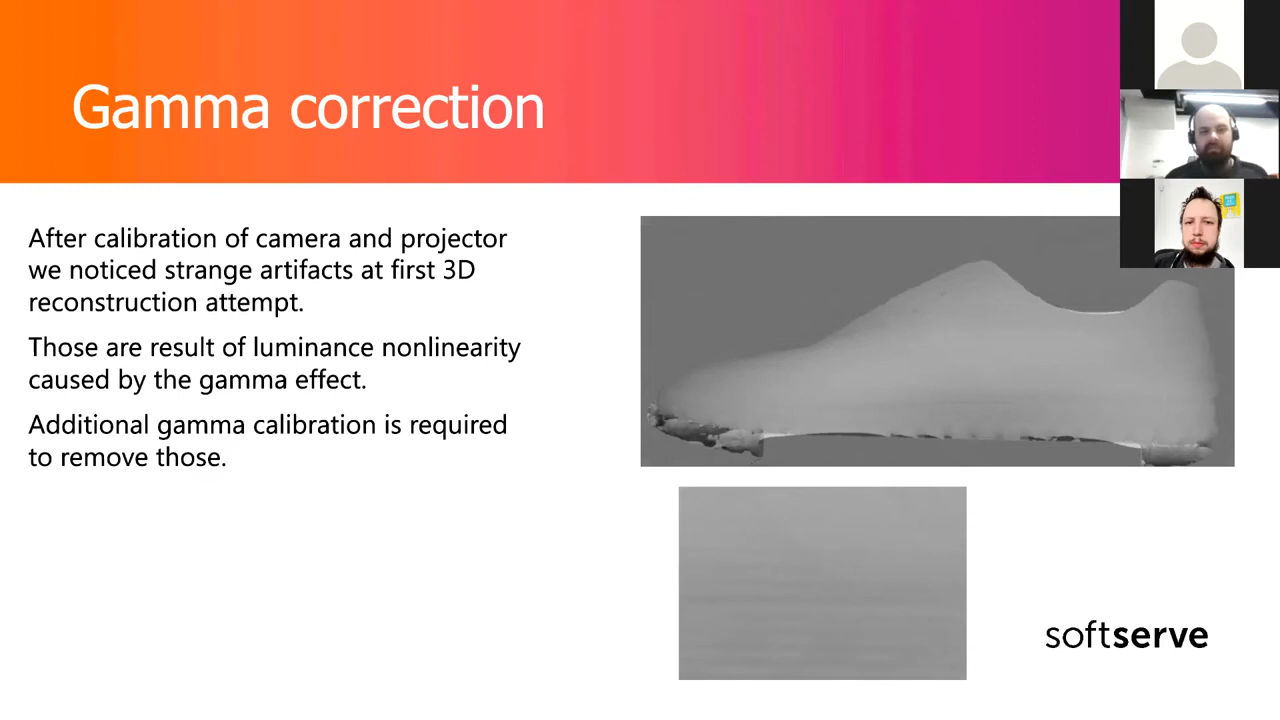 Gamma correction
After calibration of camera and projector
we noticed strange artifacts at first 3D
reconstruction attempt.
Those are result of luminance nonlinearity
caused by the gamma effect.
Additional gamma calibration is required
to remove those.
softserve